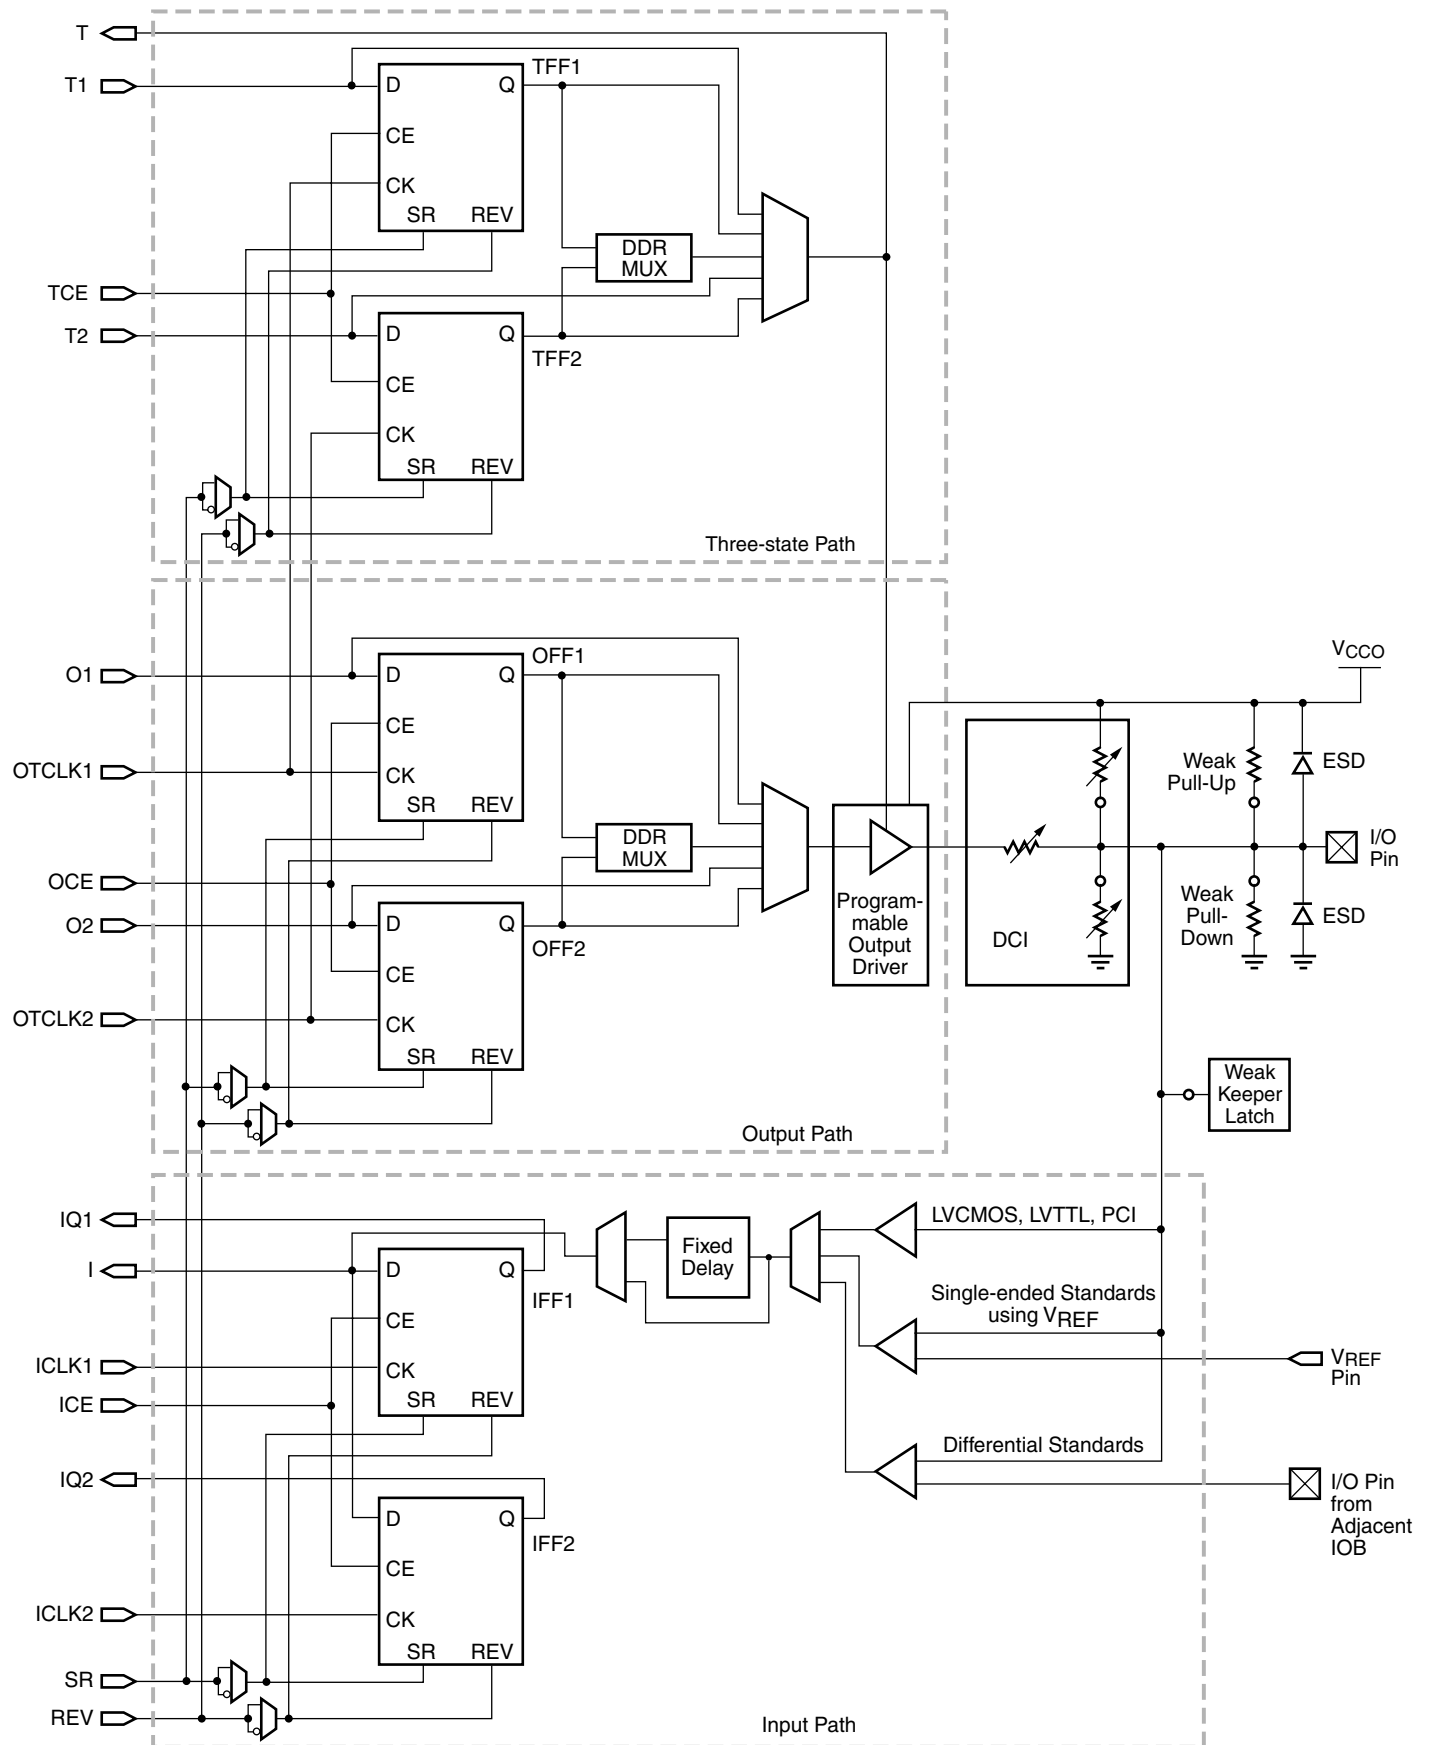 T
T1
D
Q
TFF1
CE
CK
SR
REV
DDR
MUX
TCE
T2
D
Q
TFF2
CE
CK
SR
REV
Three-state Path
O1
D
Q
OFF1
CE
OTCLK1
CK
SR
REV
DDR
MUX
OCE
O2
D
Q
OFF2
CE
OTCLK2
CK
SR
REV
Output Path
Program-
mable
Output
Driver
DCI
VCCO
Weak
Pull-Up
ESD
I/O
Pin
Weak
Pull-
Down
ESD
Weak
Keeper
Latch
IQ1
I
D
Q
IFF1
CE
ICLK1
CK
ICE
SR
REV
Fixed
Delay
LVCMOS, LVTTL, PCI
Single-ended Standards
using VREF
VREF
Pin
Differential Standards
I/O Pin
from
Adjacent
IOB
IQ2
D
Q
IFF2
CE
ICLK2
CK
SR
REV
SR
REV
Input Path